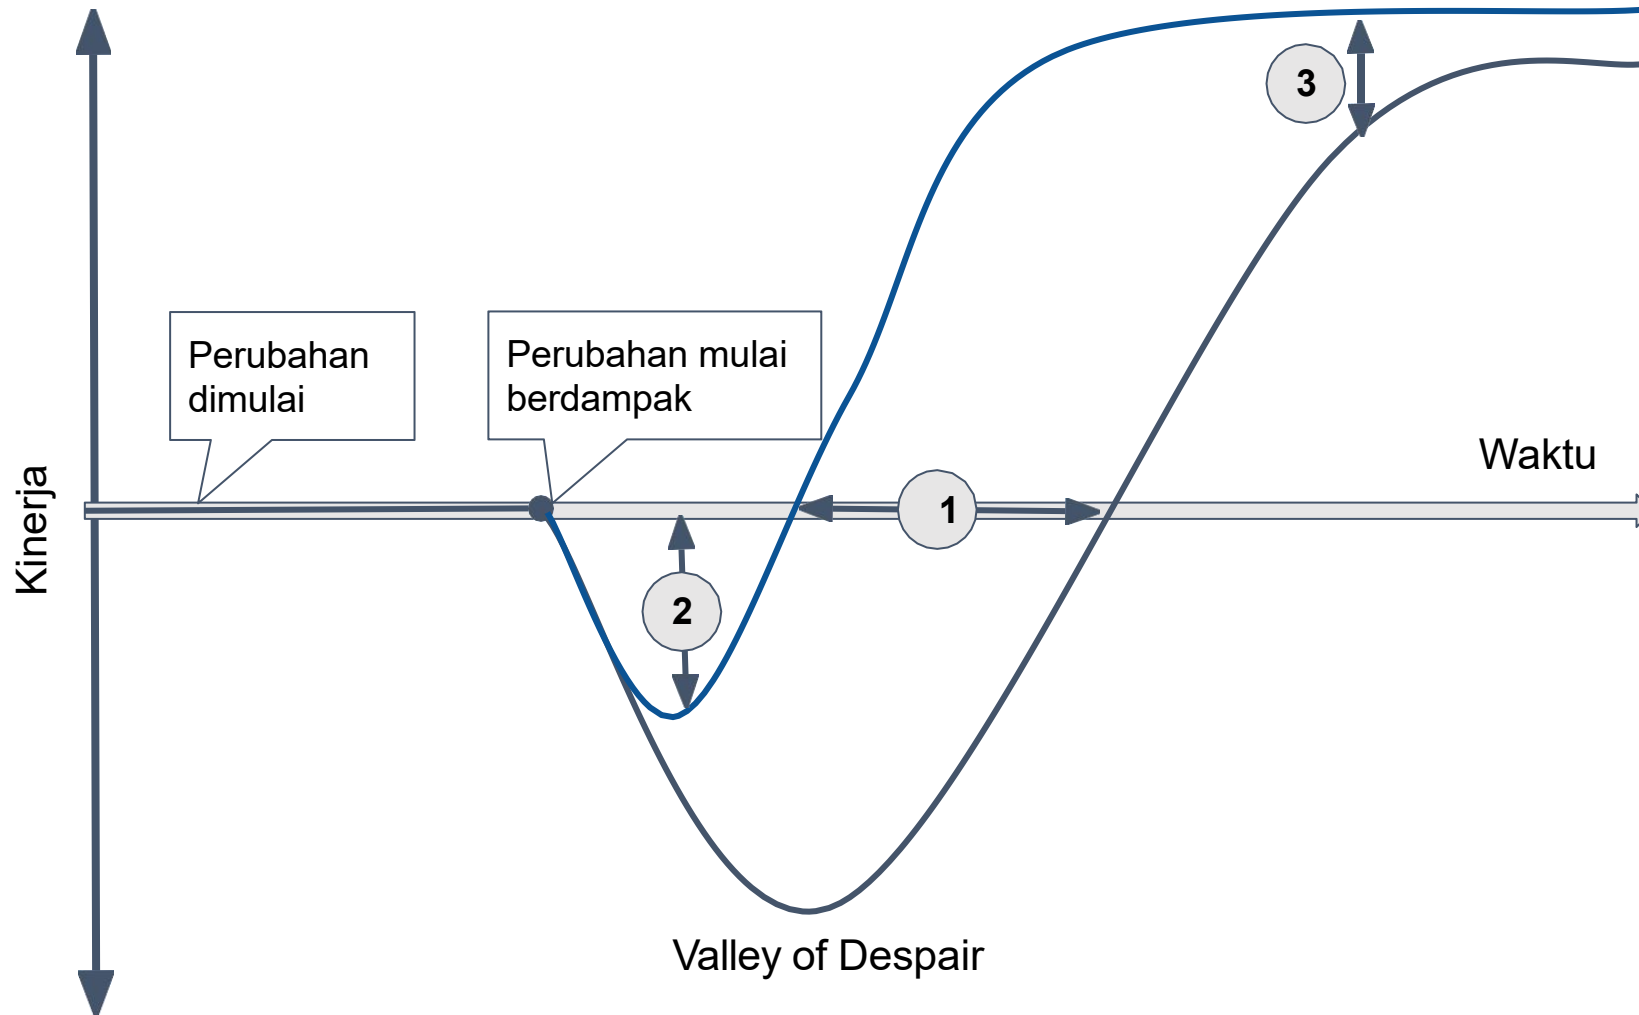 3
Perubahan
dimulai
Perubahan mulai
berdampak
Waktu
Kinerja
1
2
Valley of Despair